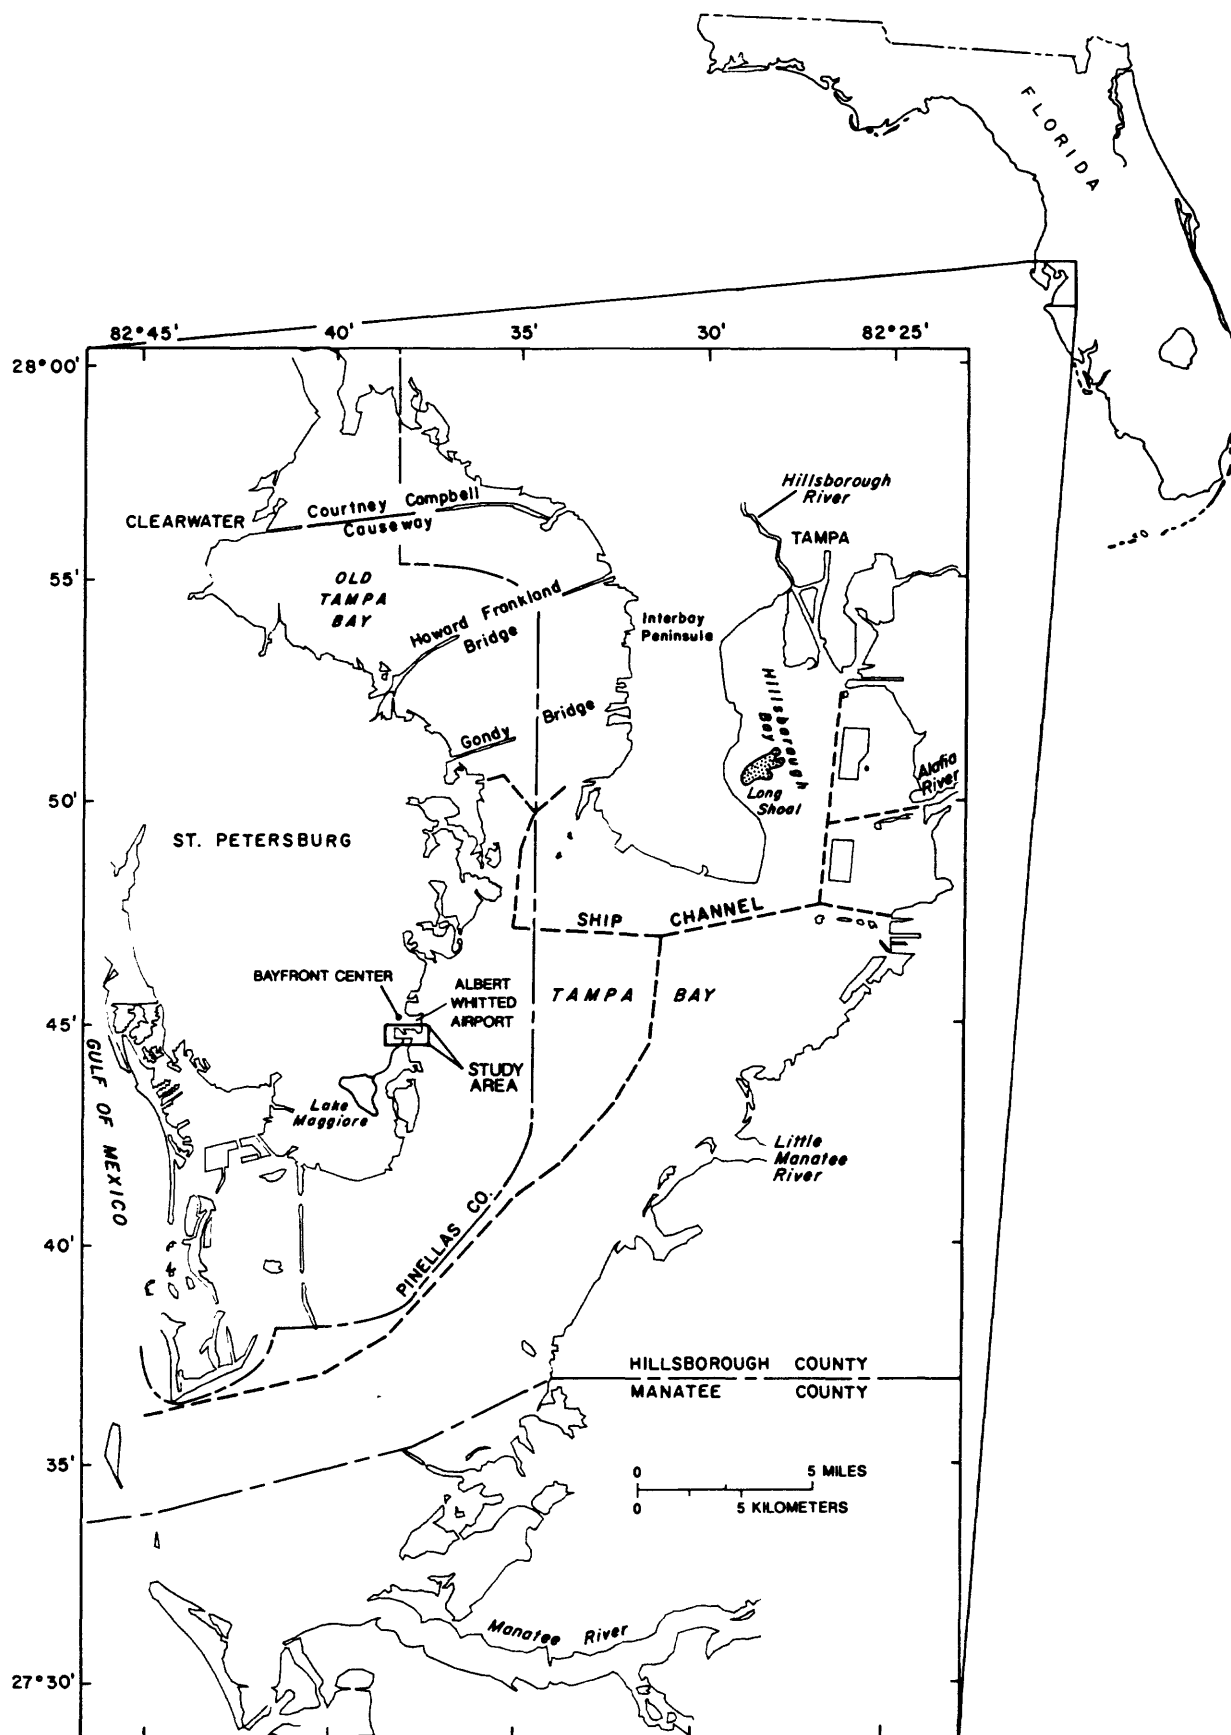 FLORIDA
82°45'
40'
35'
30'
82°25'
28°00'
Hillsborough
River
Courtney Campbell
Causeway
CLEARWATER
TAMPA
55'
OLD
TAMPA
BAY
Howard Frankland
Bridge
Interbay
Peninsula
Hillsborough
Bay
Gondy Bridge
Long
Shoal
Alafia
River
50'
ST. PETERSBURG
SHIP CHANNEL
BAYFRONT CENTER
ALBERT
WHITTED
AIRPORT
TAMPA BAY
45'
GULF OF MEXICO
STUDY
AREA
Lake
Maggiore
Little
Manatee
River
PINELLAS CO.
40'
HILLSBOROUGH COUNTY
MANATEE COUNTY
35'
0 5 MILES
0 5 KILOMETERS
Manatee River
27°30'